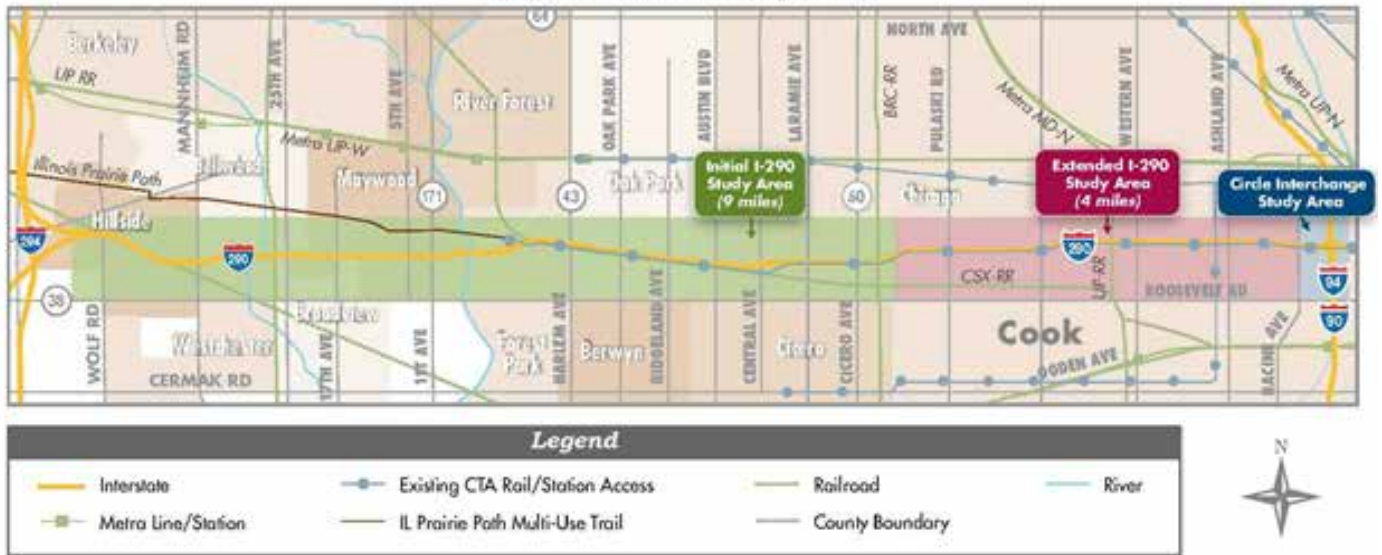 64
NORTH AVE
Berkeley
UP RR
MANNHEIM RD
25TH AVE
5TH AVE
River Forest
OAK PARK AVE
AUSTIN BLVD
LARAMIE AVE
BRC-RR
PULASKI RD
Metra MD-N
WESTERN AVE
ASHLAND AVE
Metra UP-N
Metra UP-W
Illinois Prairie Path
Bellwood
Maywood
171
43
Oak Park
Initial I-290
Study Area
(9 miles)
50
Chicago
Extended I-290
Study Area
(4 miles)
Circle Interchange
Study Area
Hillside
294
290
290
CSX-RR
UP-RR
ROOSEVELT RD
94
90
38
WOLF RD
Westchester
Broadview
CERMAK RD
17TH AVE
1ST AVE
Forest
Park
HARLEM AVE
Berwyn
RIDGELAND AVE
CENTRAL AVE
Cicero
CICERO AVE
Cook
OGDEN AVE
RACINE AVE
Legend
Interstate
Existing CTA Rail/Station Access
Railroad
River
Metra Line/Station
IL Prairie Path Multi-Use Trail
County Boundary
N